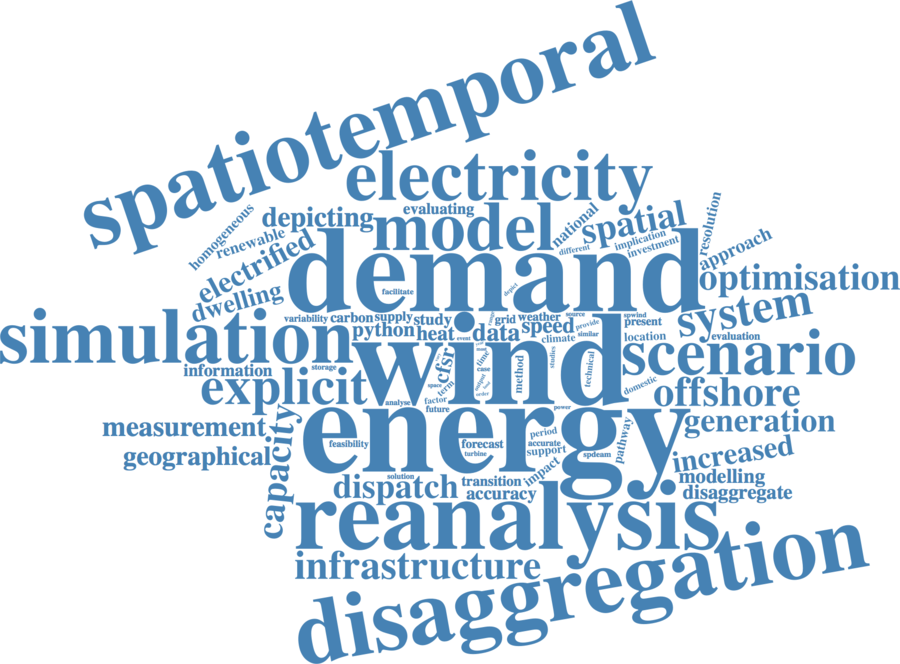 spatiotemporal
electricity
homogeneous
renewable
depicting
evaluating
model
national
different
spatial
implication
investment
resolution
approach
electrified
dwelling
demand
facilitate
depict
optimisation
simulation
variability
carbon
supply
study
grid
weather
source
upwind
present
system
python
heat
event
data
speed
climate
provide
similar
location
evaluation
wind
scenario
information
storage
cfsr
time
case
method
studies
technical
explicit
space
term
output
order
domestic
offshore
analyse
factor
future
power
measurement
capacity
energy
generation
geographical
feasibility
forecast
turbine
period
accurate
support
spdeam
pathway
increased
impact
solution
dispatch
transition
accuracy
modelling
disaggregate
reanalysis
infrastructure
disaggregation